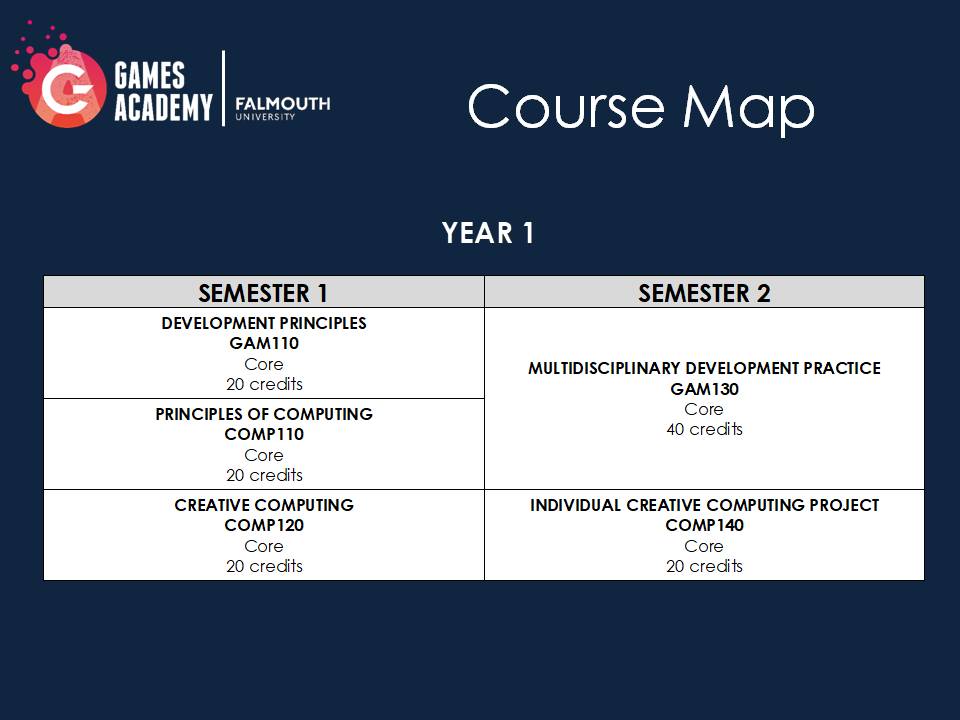 GAMES
ACADEMY
FALMOUTH
UNIVERSITY
Course Map
YEAR 1
SEMESTER 1
SEMESTER 2
DEVELOPMENT PRINCIPLES
GAM110
Core
20 credits
MULTIDISCIPLINARY DEVELOPMENT PRACTICE
GAM130
Core
40 credits
PRINCIPLES OF COMPUTING
COMP110
Core
20 credits
CREATIVE COMPUTING
COMP120
Core
20 credits
INDIVIDUAL CREATIVE COMPUTING PROJECT
COMP140
Core
20 credits